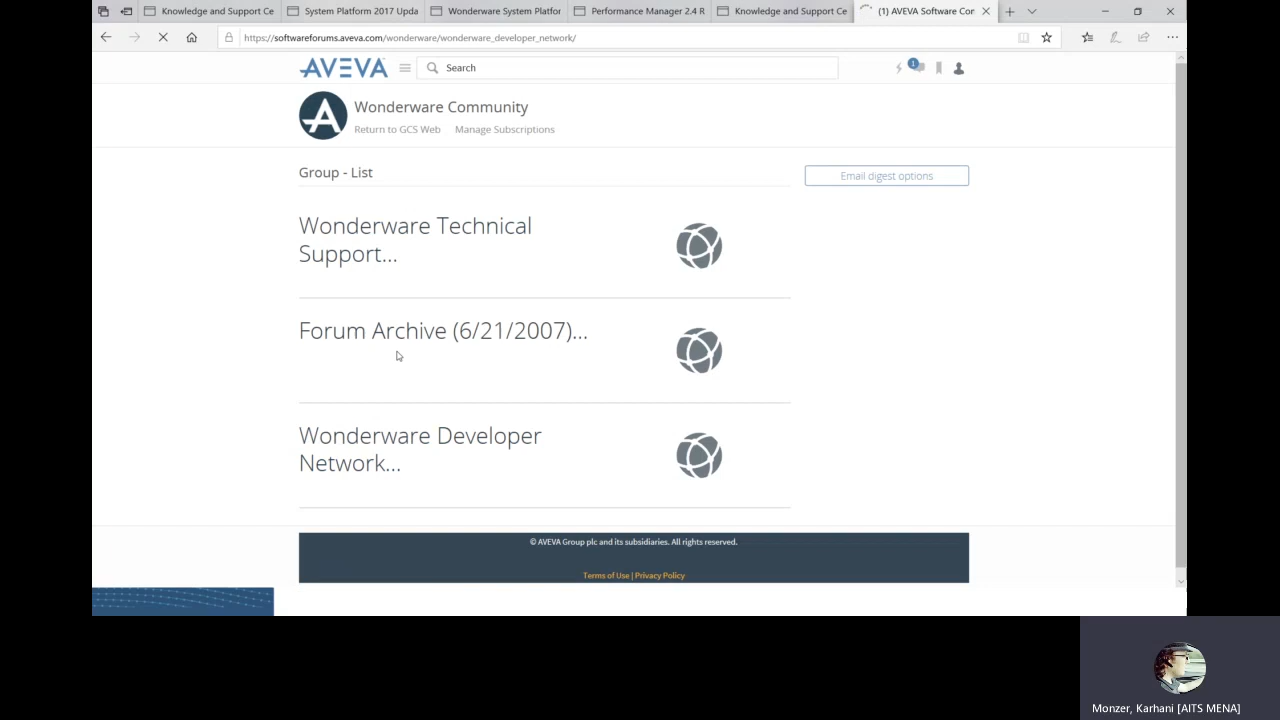 Knowledge and Support Ce
System Platform 2017 Upda
Wonderware System Platfor
Performance Manager 2.4 R
Knowledge and Support Ce
(1) AVEVA Software Cor
https://softwareforums.aveva.com/wonderware/wonderware_developer_network/
AVEVA
Search
1
Wonderware Community
Return to GCS Web Manage Subscriptions
Group - List
Email digest options
Wonderware Technical
Support...
Forum Archive (6/21/2007)...
Wonderware Developer
Network...
© AVEVA Group plc and its subsidiaries. All rights reserved.
Terms of Use | Privacy Policy
Monzer, Karhani [AITS MENA]